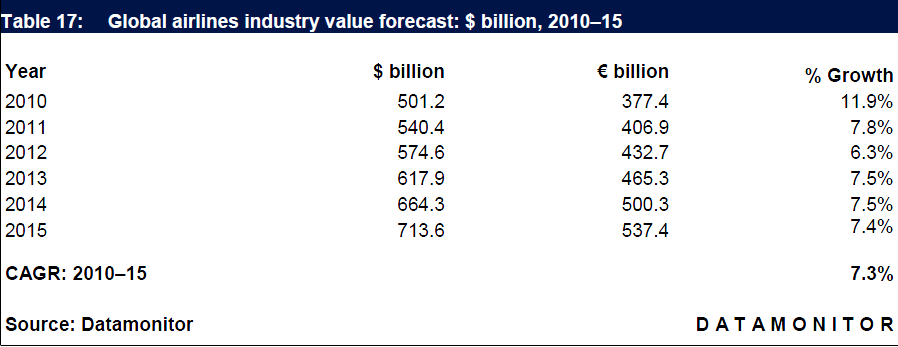 Table 17: Global airlines industry value forecast: $ billion, 2010–15
Year $ billion € billion % Growth
2010 501.2 377.4 11.9%
2011 540.4 406.9 7.8%
2012 574.6 432.7 6.3%
2013 617.9 465.3 7.5%
2014 664.3 500.3 7.5%
2015 713.6 537.4 7.4%
CAGR: 2010–15 7.3%
Source: Datamonitor D A T A M O N I T O R